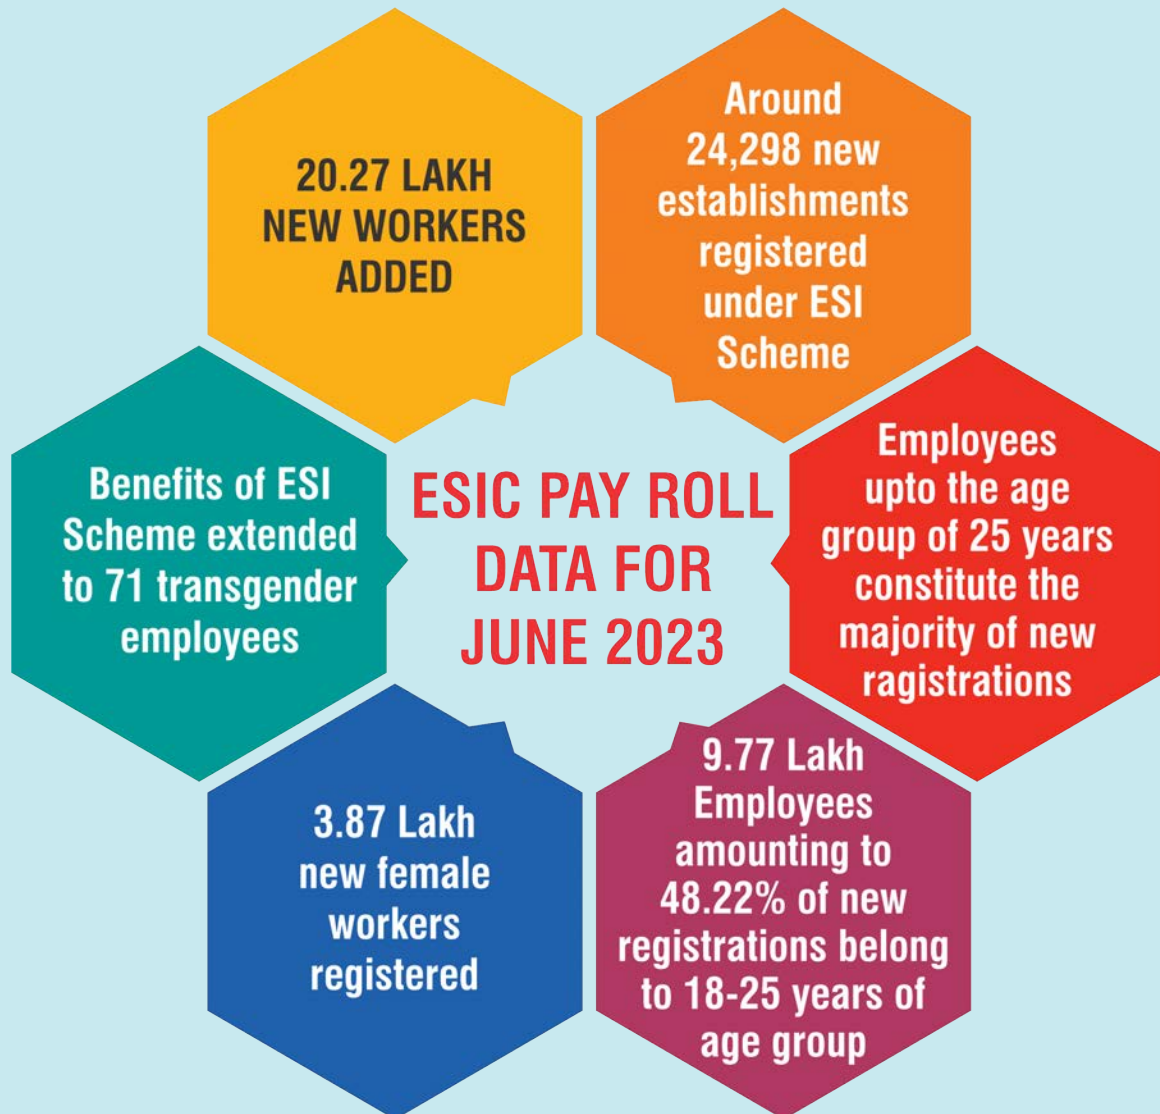 20.27 LAKH
NEW WORKERS
ADDED
Around
24,298 new
establishments
registered
under ESI
Scheme
Benefits of ESI
Scheme extended
to 71 transgender
employees
ESIC PAY ROLL
DATA FOR
JUNE 2023
Employees
upto the age
group of 25 years
constitute the
majority of new
ragistrations
3.87 Lakh
new female
workers
registered
9.77 Lakh
Employees
amounting to
48.22% of new
registrations belong
to 18-25 years of
age group